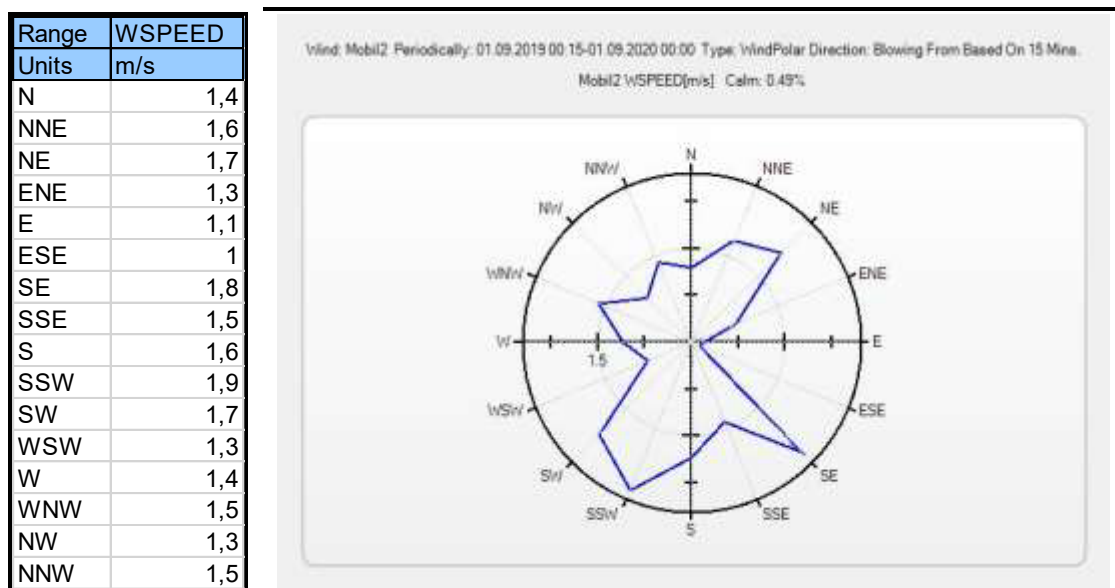 Range WSPEED
Units m/s
N 1,4
NNE 1,6
NE 1,7
ENE 1,3
E 1,1
ESE 1
SE 1,8
SSE 1,5
S 1,6
SSW 1,9
SW 1,7
WSW 1,3
W 1,4
WNW 1,5
NW 1,3
NNW 1,5
Wind: Mobil2 Periodically: 01.09.2019 00:15-01.09.2020 00:00 Type: WindPolar Direction: Blowing From Based On 15 Mins.
Mobil2 WSPEED[m/s] Calm: 0.49%
N
NNW NNE
NW NE
WNW ENE
W E
1.5
WSW ESE
SW SE
SSW SSE
S